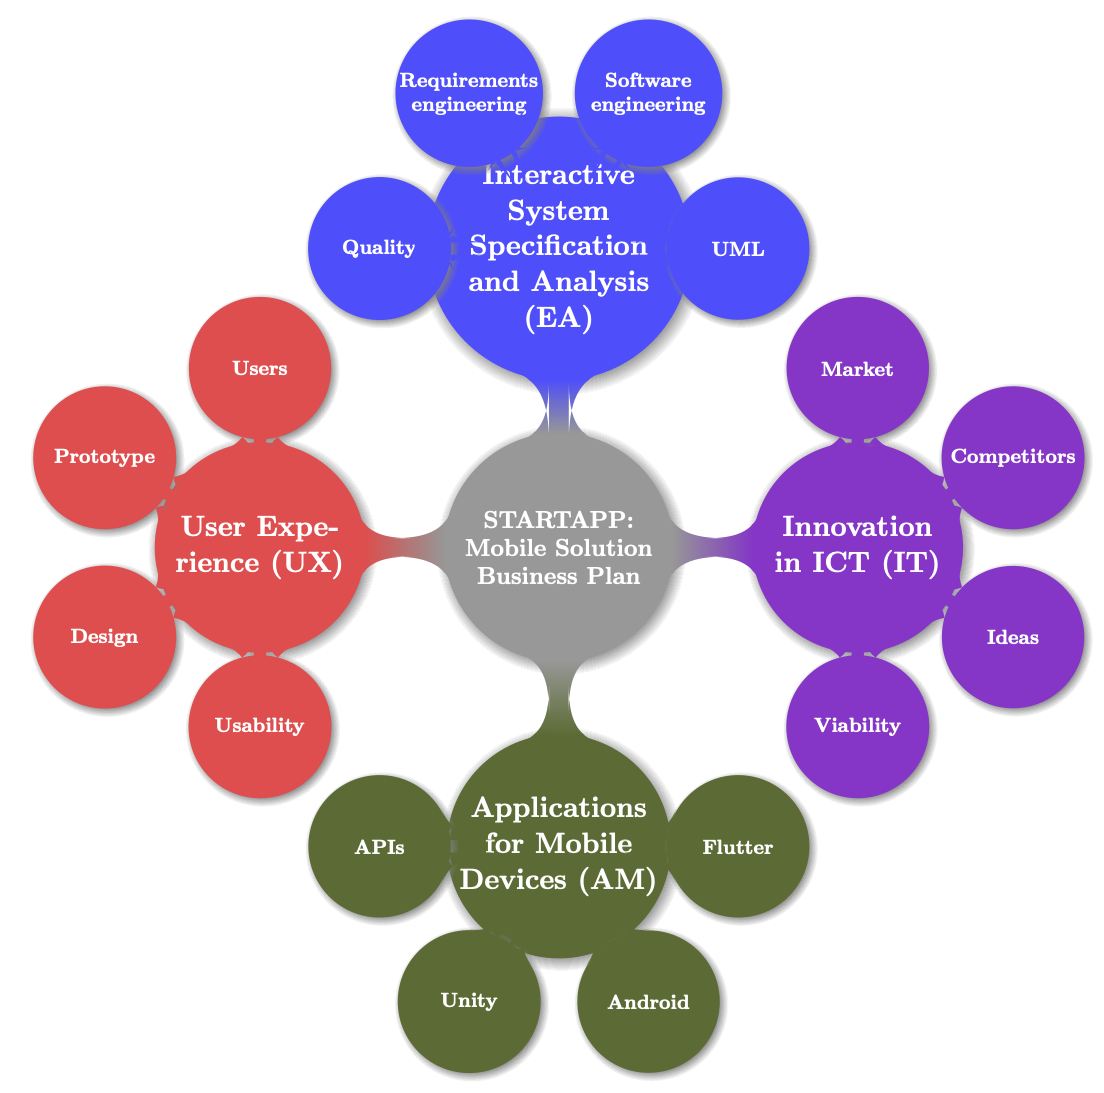 Requirements
engineering
Software
engineering
Interactive
System
Specification
and Analysis
(EA)
Quality
UML
Users
Prototype
User Expe-
rience (UX)
Design
Usability
STARTAPP:
Mobile Solution
Business Plan
Market
Competitors
Innovation
in ICT (IT)
Ideas
Viability
APIs
Applications
for Mobile
Devices (AM)
Flutter
Unity
Android